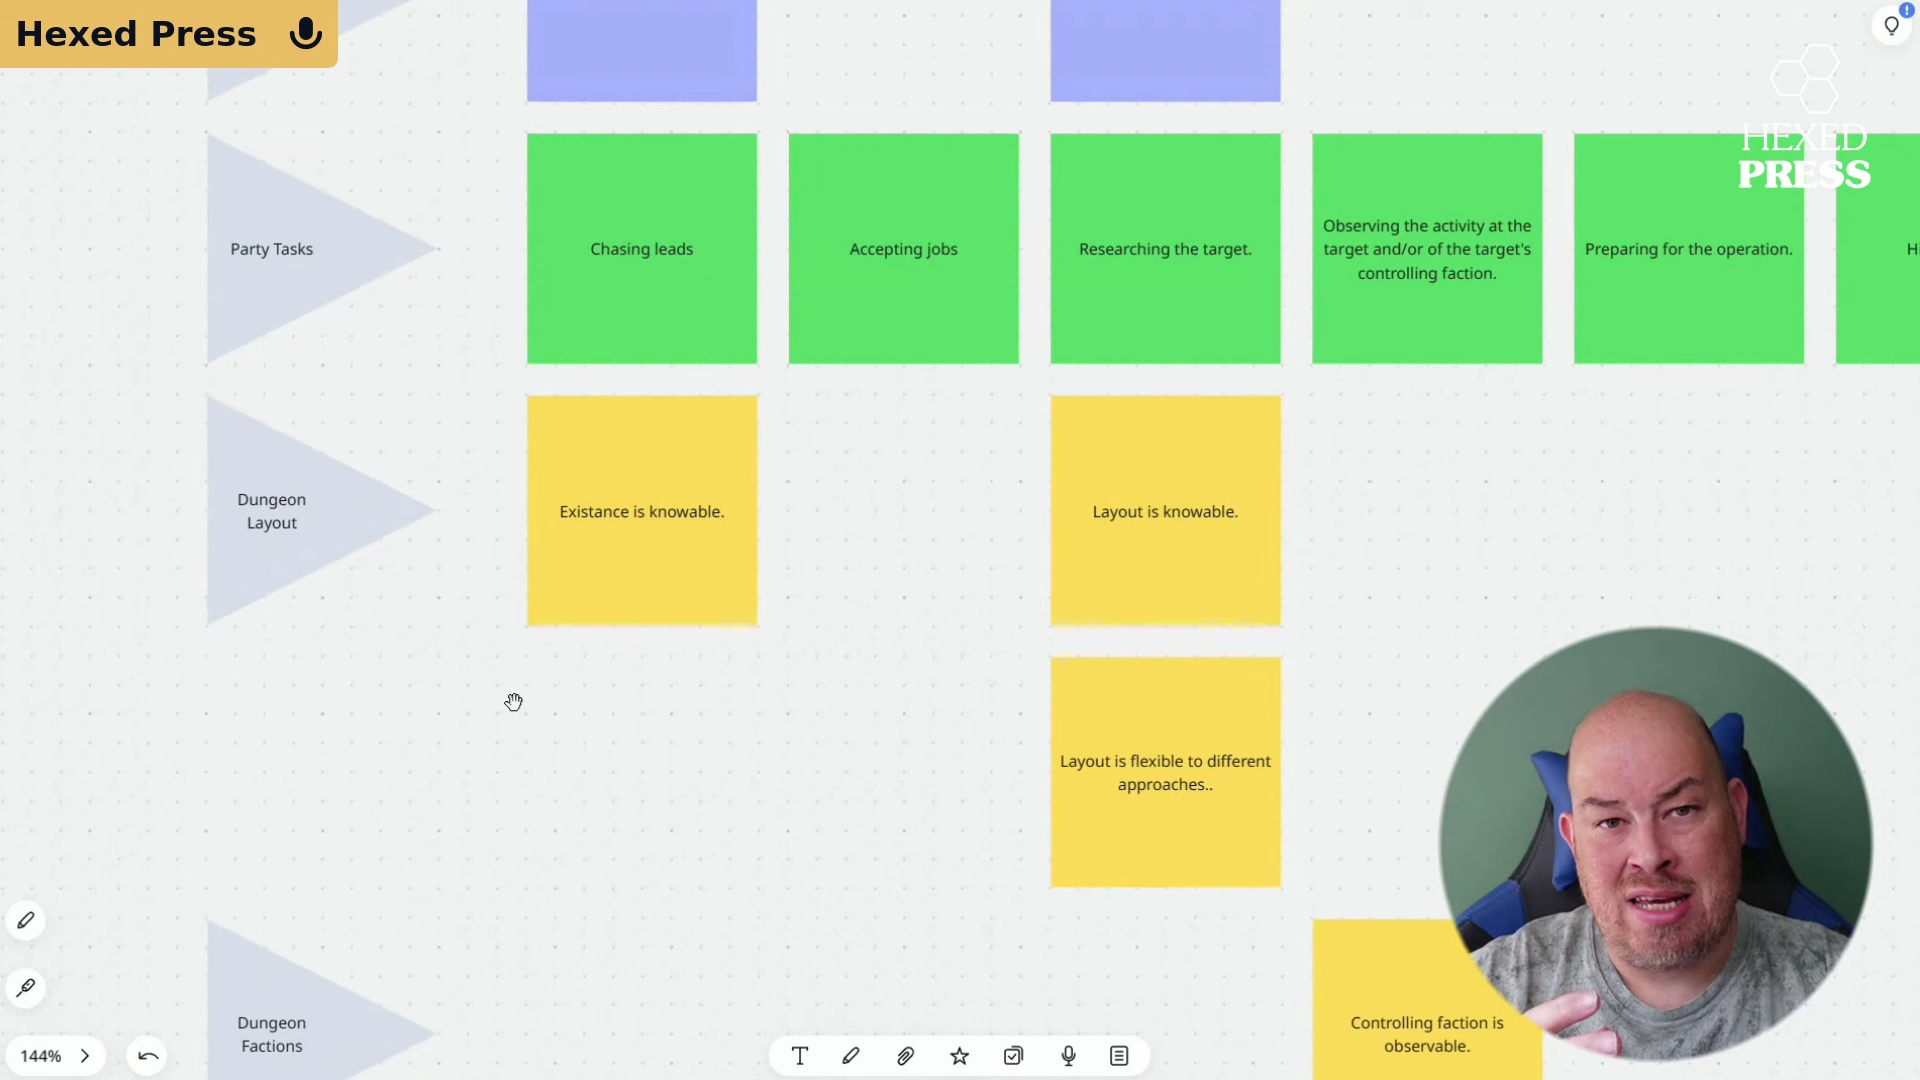 Hexed Press
HEXED
PRESS
Party Tasks
Chasing leads
Accepting jobs
Researching the target.
Observing the activity at the
target and/or of the target's
controlling faction.
Preparing for the operation.
Dungeon
Layout
Existance is knowable.
Layout is knowable.
Layout is flexible to different
approaches..
Dungeon
Factions
Controlling faction is
observable.
144%